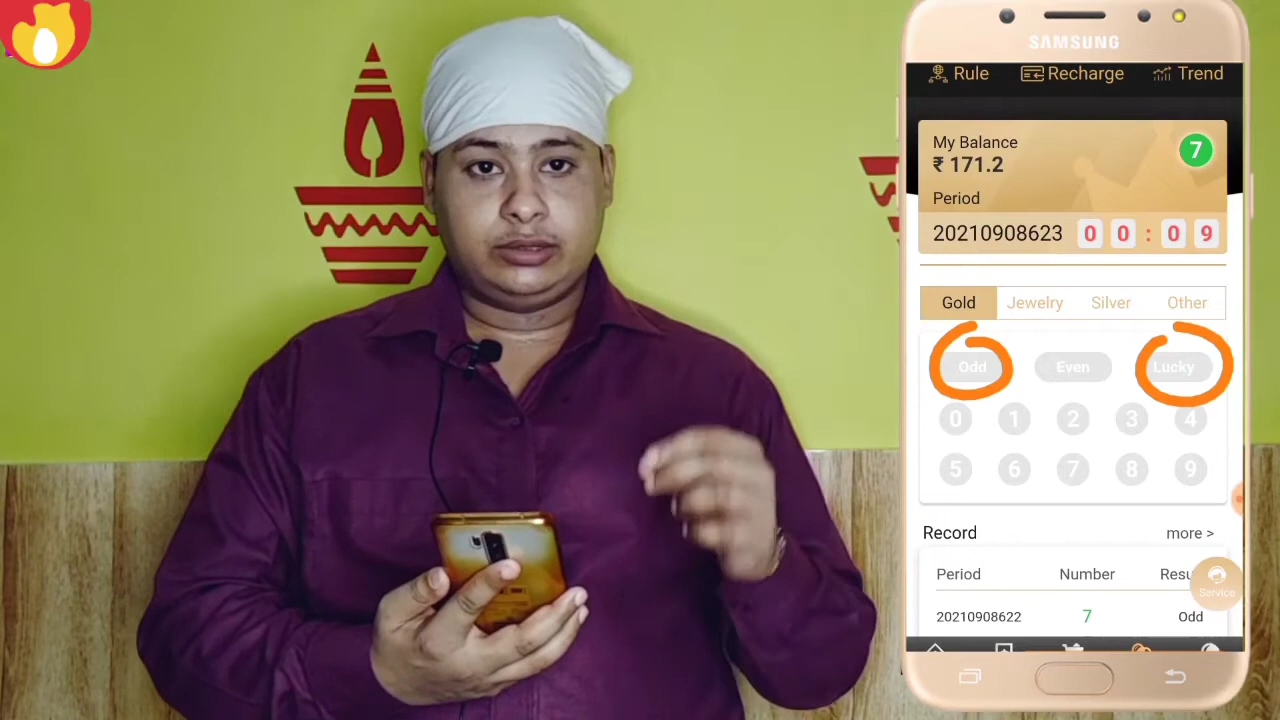 SAMSUNG
Rule Recharge Trend
My Balance
₹ 171.2
7
Period
20210908623 0 0 : 0 9
Gold Jewelry Silver Other
Odd Even Lucky
0 1 2 3 4
5 6 7 8 9
Record more >
Period Number Resu
Service
20210908622 7 Odd